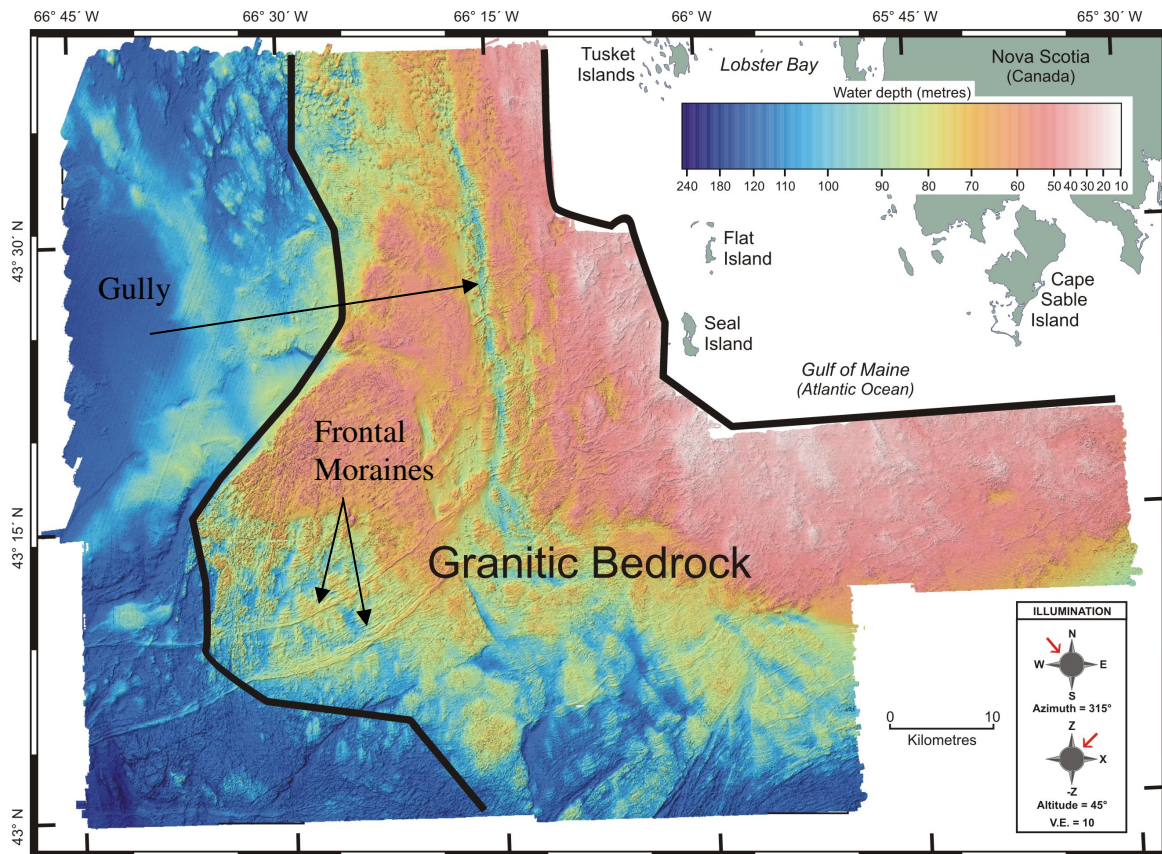 66° 45´ W
66° 30´ W
66° 15´ W
66° W
65° 45´ W
65° 30´ W
Tusket
Islands
Lobster Bay
Nova Scotia
(Canada)
Water depth (metres)
240 180 120 110 100 90 80 70 60 50 40 30 20 10
43° 30´ N
Gully
Flat
Island
Cape
Sable
Island
Seal
Island
Gulf of Maine
(Atlantic Ocean)
Frontal
Moraines
43° 15´ N
Granitic Bedrock
ILLUMINATION
N
W E
S
Azimuth = 315°
Z
X
-Z
Altitude = 45°
V.E. = 10
0 10
Kilometres
43° N